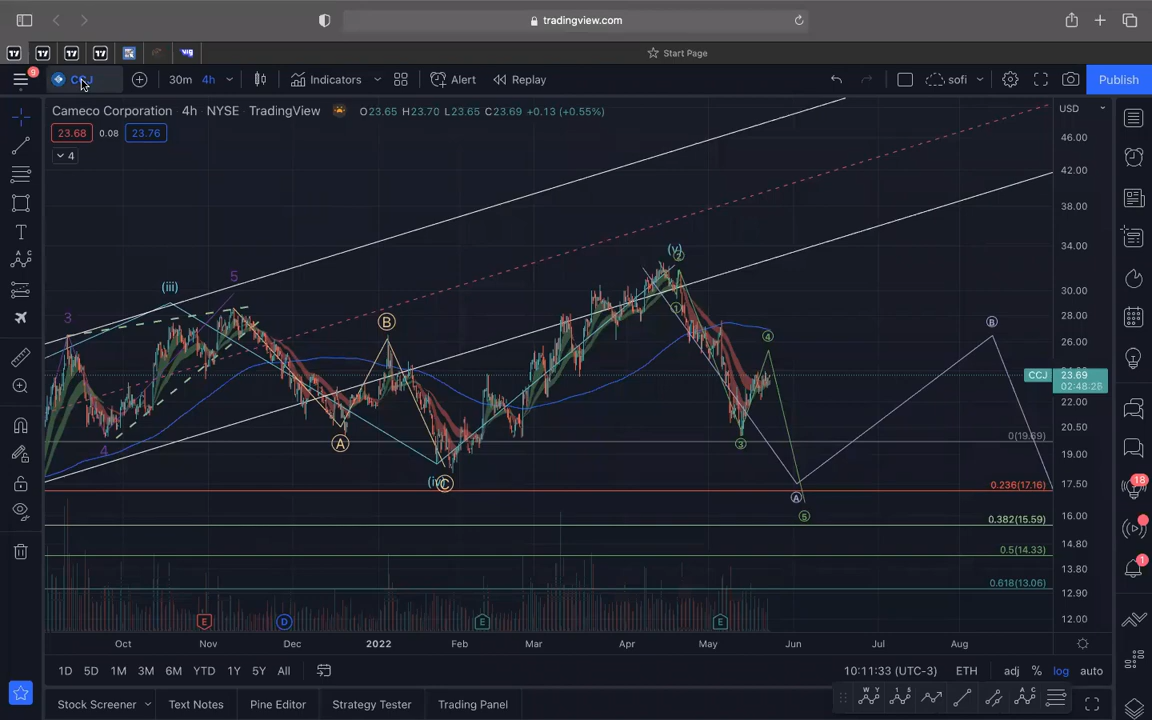 tradingview.com
Start Page
9
CCJ
30m
4h
Indicators
Alert
Replay
sofi
Publish
Cameco Corporation 4h NYSE TradingView O23.65 H23.70 L23.65 C23.69 +0.13 (+0.55%)
USD
23.68
0.08
23.76
4
46.00
42.00
38.00
34.00
30.00
28.00
26.00
CCJ
23.69
02:48:26
22.00
20.50
19.00
17.50
16.00
14.80
13.80
12.90
12.00
(y)
2
5
(iii)
3
B
1
4
B
4
A
3
(iv)
C
A
5
0(19.69)
0.236(17.16)
0.382(15.59)
0.5(14.33)
0.618(13.06)
18
1
E
D
E
E
Oct
Nov
Dec
2022
Feb
Mar
Apr
May
Jun
Jul
Aug
1D
5D
1M
3M
6M
YTD
1Y
5Y
All
10:11:33 (UTC-3)
ETH
adj
%
log
auto
Stock Screener
Text Notes
Pine Editor
Strategy Tester
Trading Panel